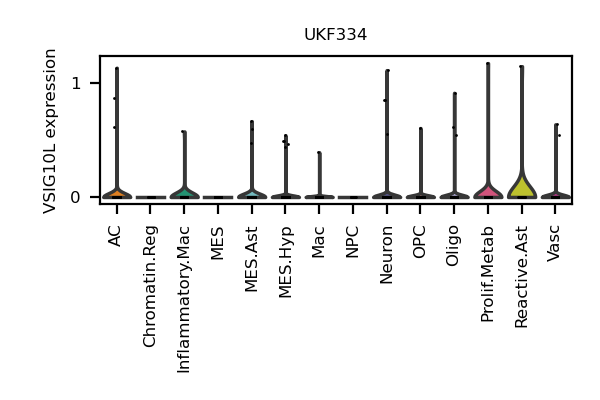 UKF334
VSIG10L expression
1
0
AC
Chromatin.Reg
Inflammatory.Mac
MES
MES.Ast
MES.Hyp
Mac
NPC
Neuron
OPC
Oligo
Prolif.Metab
Reactive.Ast
Vasc